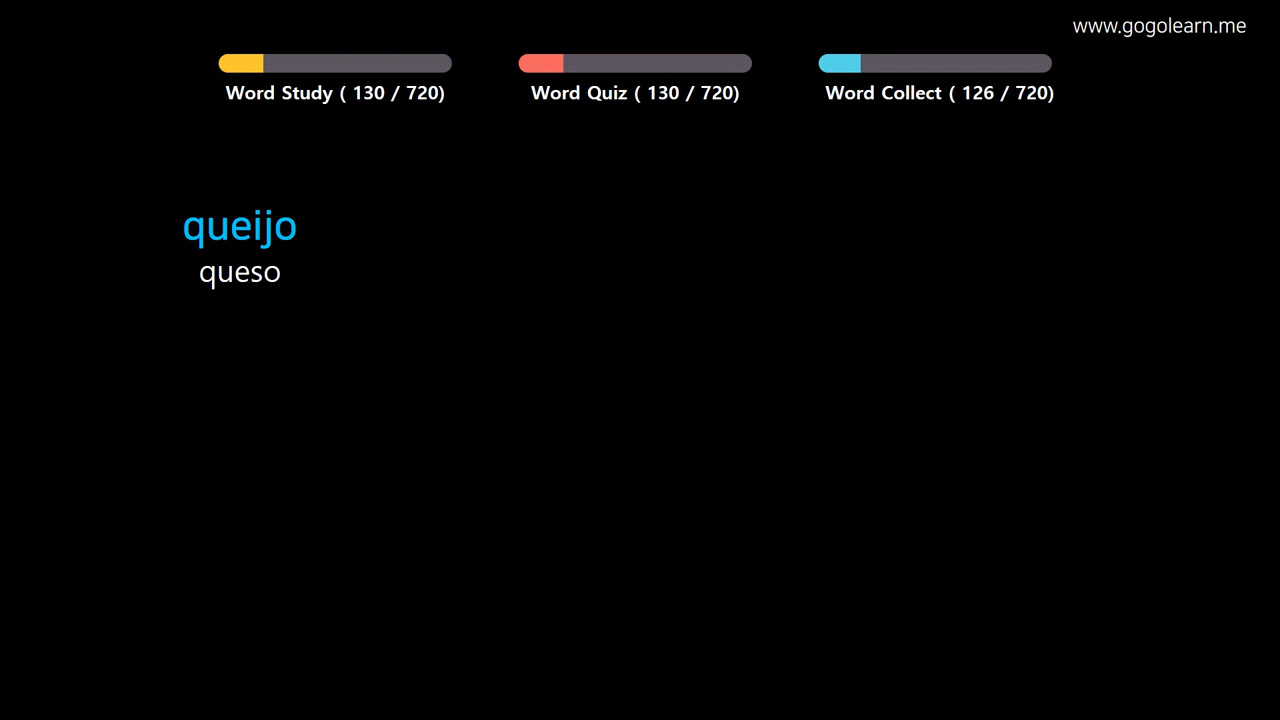 www.gogolearn.me
Word Study ( 130 / 720)
Word Quiz ( 130 / 720)
Word Collect ( 126 / 720)
queijo
queso